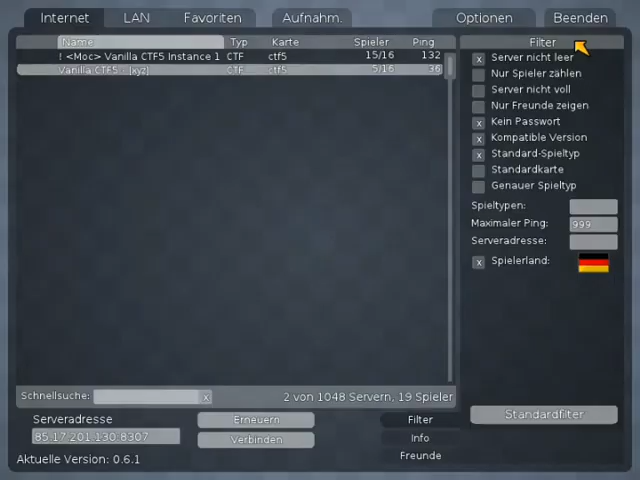 Internet LAN Favoriten Aufnahm. Optionen Beenden
Name Typ Karte Spieler Ping
! <Moc> Vanilla CTF5 Instance 1 CTF ctf5 15/16 132
Vanilla CTF5 - [xyz] CTF ctf5 5/16 36
Filter
x Server nicht leer
Nur Spieler zählen
Server nicht voll
Nur Freunde zeigen
x Kein Passwort
x Kompatible Version
x Standard-Spieltyp
Standardkarte
Genauer Spieltyp
Spieltypen:
Maximaler Ping: 999
Serveradresse:
x Spielerland:
Standardfilter
Schnellsuche: x 2 von 1048 Servern, 19 Spieler
Serveradresse
85.17.201.130:8307
Aktuelle Version: 0.6.1
Erneuern
Verbinden
Filter
Info
Freunde